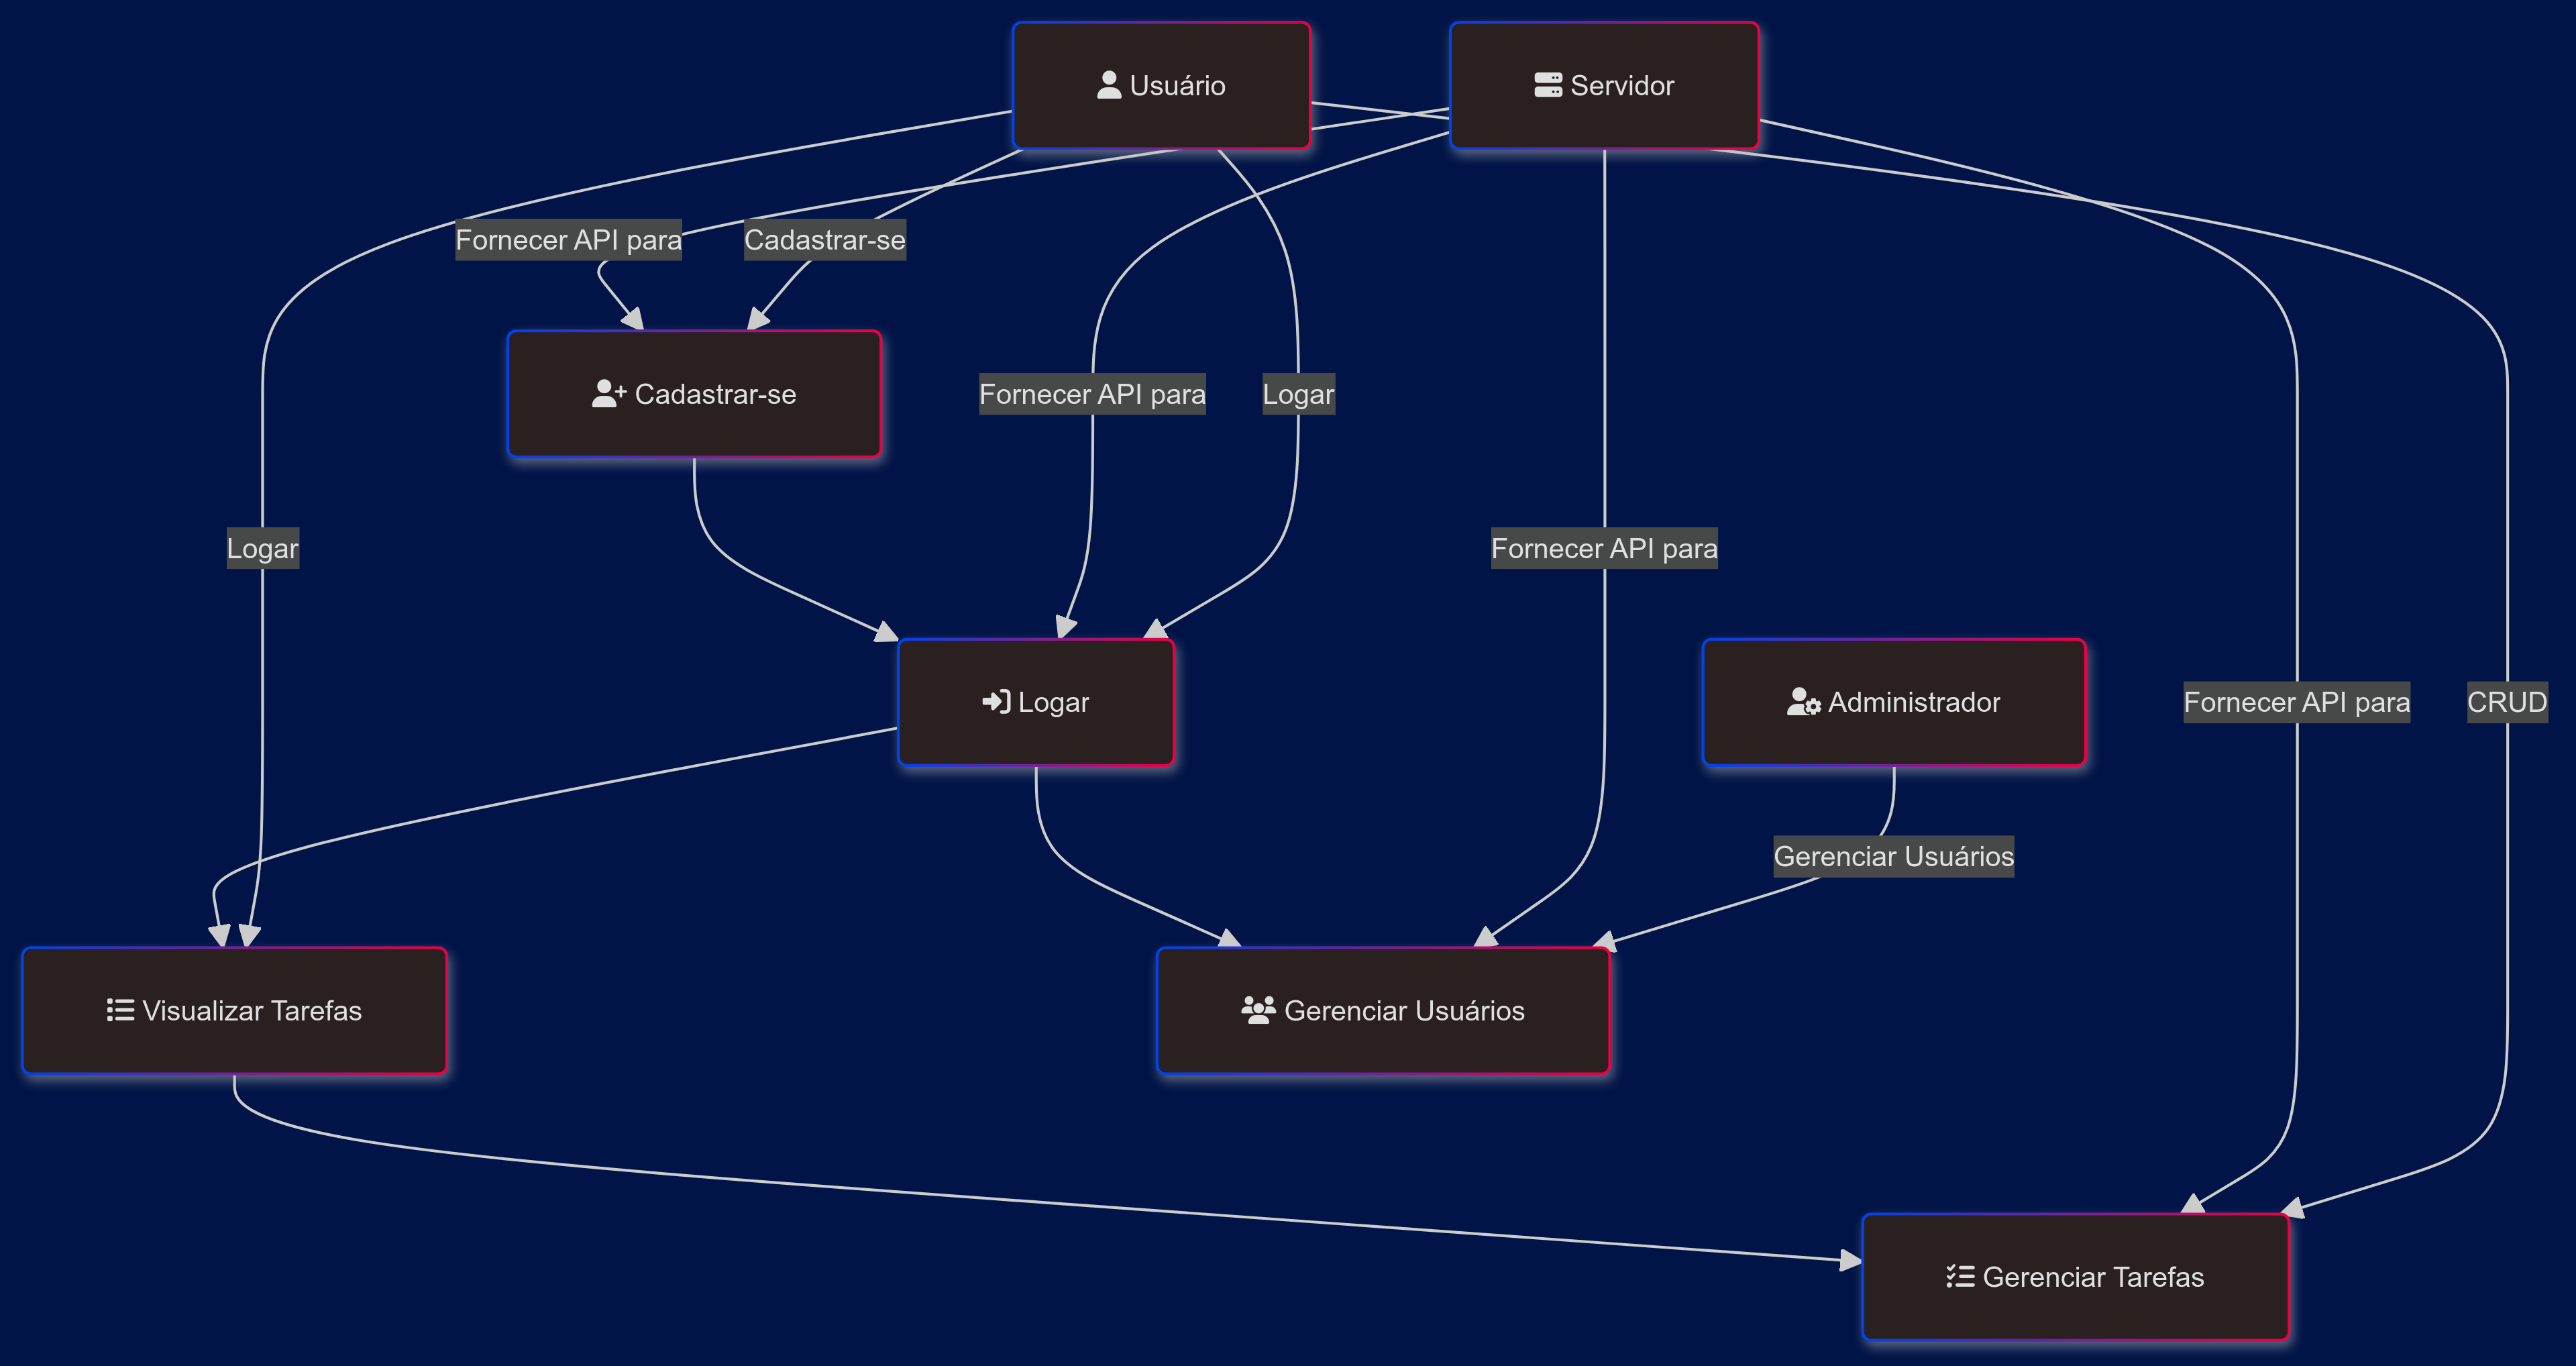 Usuário
Servidor
Fornecer API para
Cadastrar-se
Cadastrar-se
Fornecer API para
Logar
Logar
Fornecer API para
Logar
Administrador
Fornecer API para
CRUD
Gerenciar Usuários
Visualizar Tarefas
Gerenciar Usuários
Gerenciar Tarefas